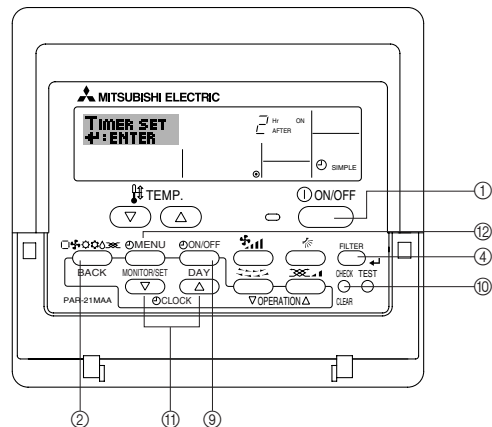 MITSUBISHI ELECTRIC
TIMER SET
↵:ENTER
2 Hr ON
AFTER
SIMPLE
TEMP.
ON/OFF
①
MENU
ON/OFF
⑫
FILTER
④
BACK
MONITOR/SET
DAY
CHECK
TEST
⑩
PAR-21MAA
CLOCK
▽OPERATION△
CLEAR
②
⑪
⑨